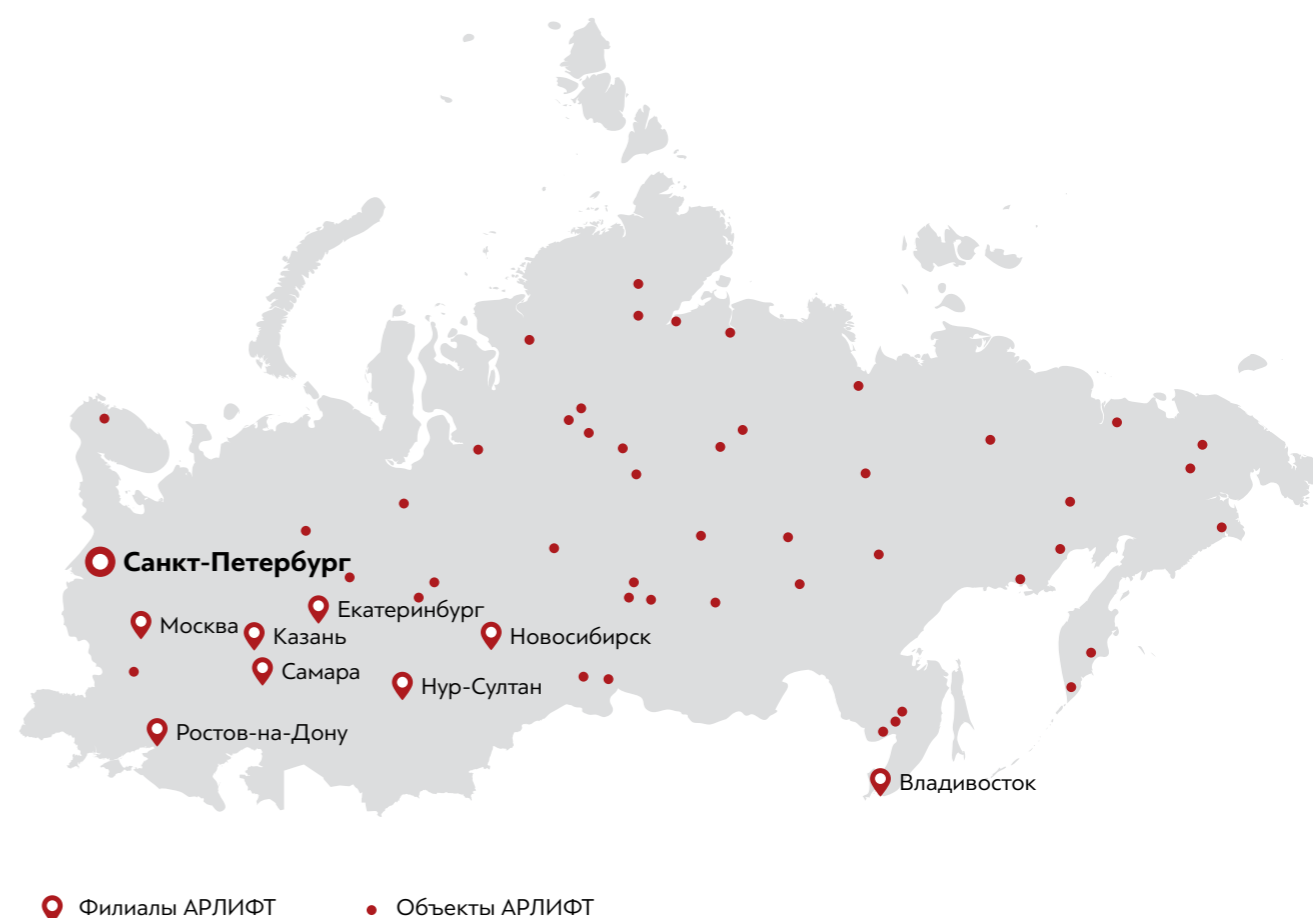 Санкт-Петербург
Екатеринбург
Москва
Казань
Новосибирск
Самара
Нур-Султан
Ростов-на-Дону
Владивосток
Филиалы АРЛИФТ
Объекты АРЛИФТ